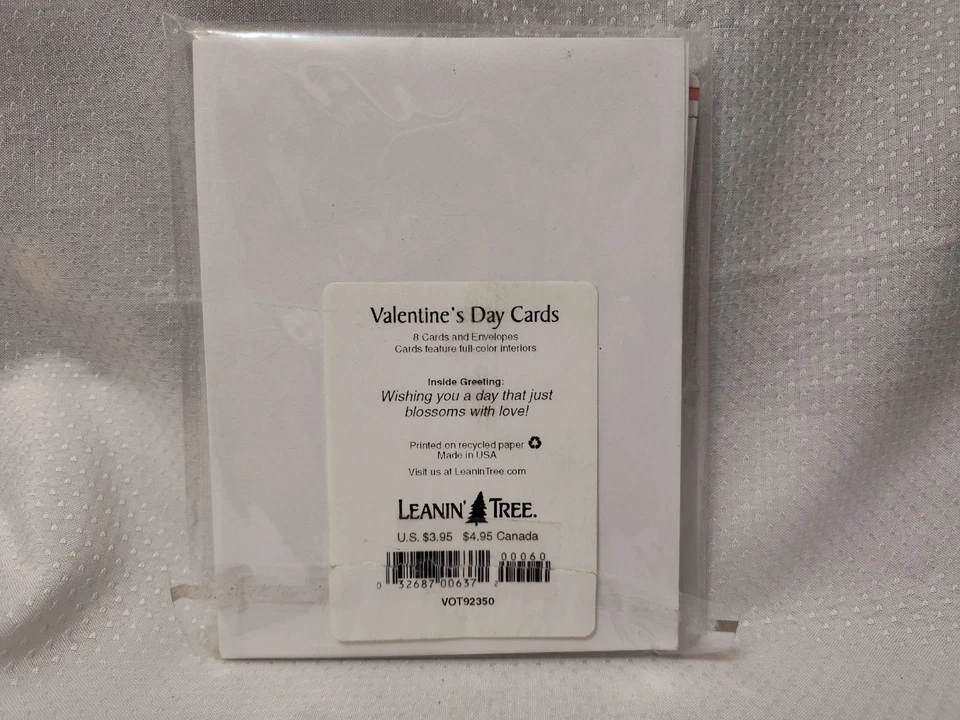 Valentine's Day Cards
8 Cards and Envelopes
Cards feature full-color interiors
Inside Greeting:
Wishing you a day that just
blossoms with love!
Printed on recycled paper
Made in USA
Visit us at LeaninTree.com
LEANIN' TREE.
U.S. $3.95 $4.95 Canada
00060
0 32687 00637 2
VOT92350